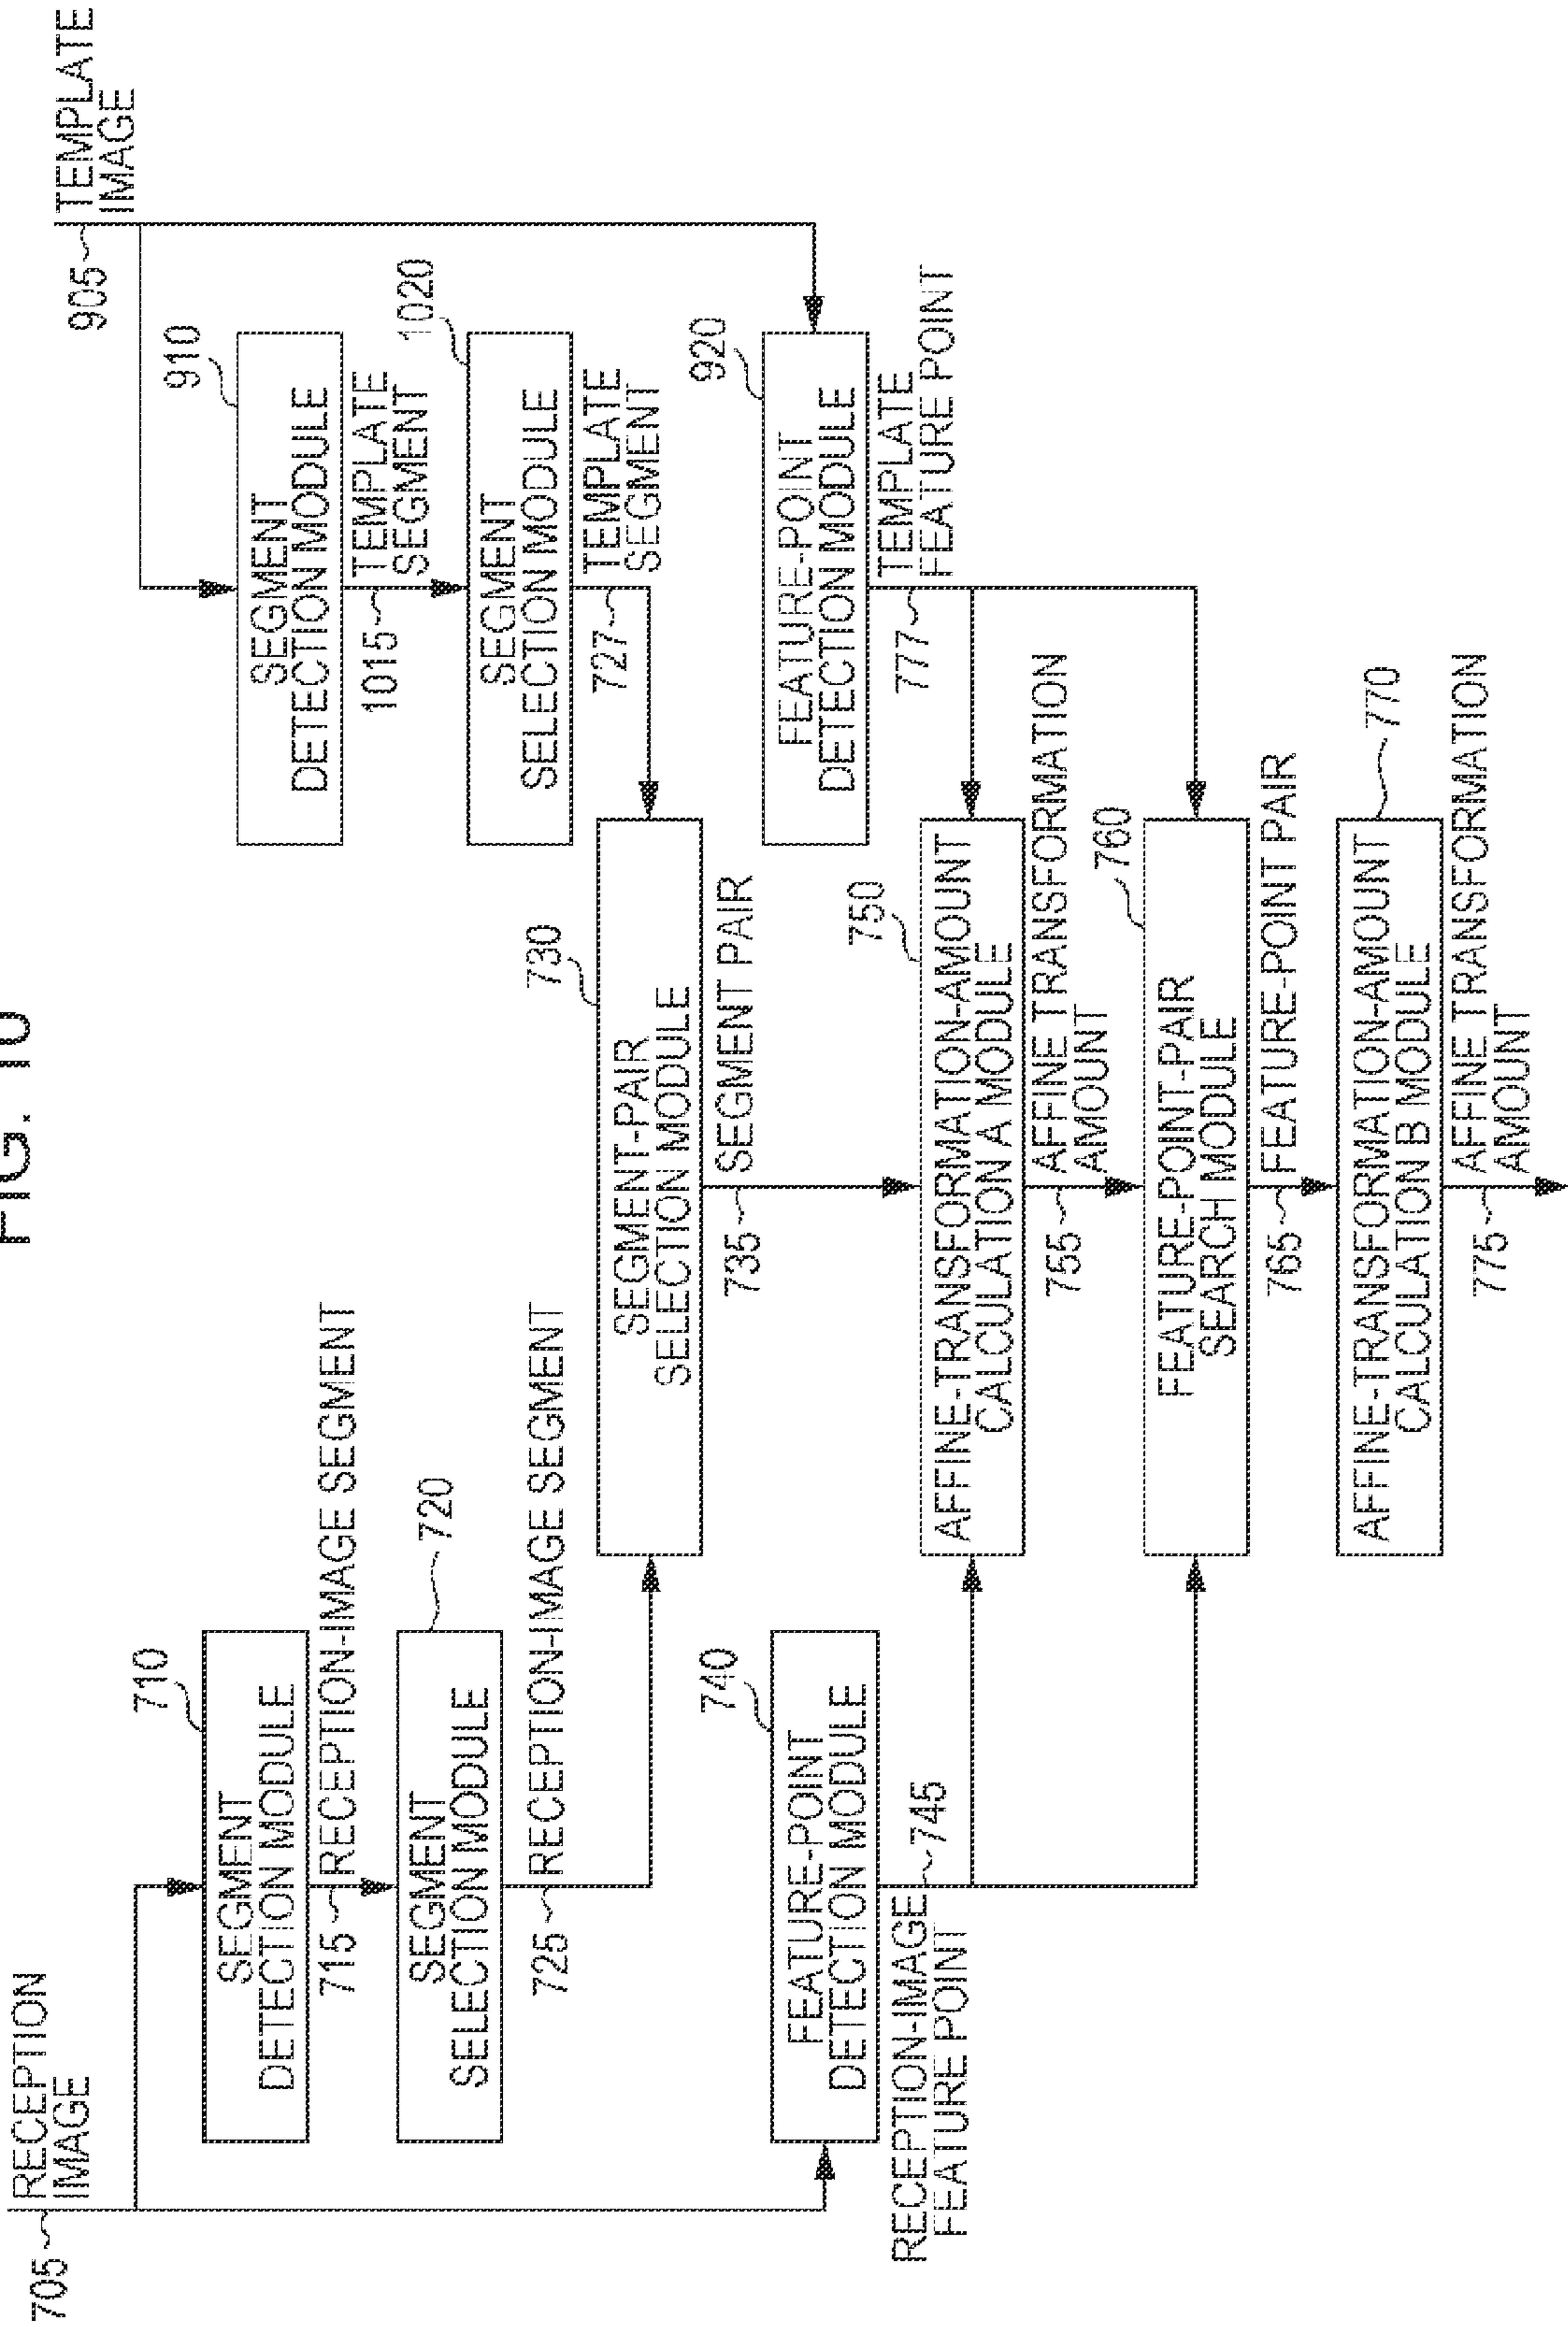 FIG. 10
RECEPTION
IMAGE
705
710
SEGMENT
DETECTION MODULE
715
RECEPTION-IMAGE SEGMENT
720
SEGMENT
SELECTION MODULE
725
RECEPTION-IMAGE SEGMENT
TEMPLATE
IMAGE
905
910
SEGMENT
DETECTION MODULE
1015
TEMPLATE
SEGMENT
1020
SEGMENT
SELECTION MODULE
727
TEMPLATE
SEGMENT
730
SEGMENT-PAIR
SELECTION MODULE
735
SEGMENT PAIR
740
FEATURE-POINT
DETECTION MODULE
RECEPTION-IMAGE
FEATURE POINT
745
920
FEATURE-POINT
DETECTION MODULE
777
TEMPLATE
FEATURE POINT
750
AFFINE-TRANSFORMATION-AMOUNT
CALCULATION A MODULE
755
AFFINE TRANSFORMATION
AMOUNT
760
FEATURE-POINT-PAIR
SEARCH MODULE
765
FEATURE-POINT PAIR
770
AFFINE-TRANSFORMATION-AMOUNT
CALCULATION B MODULE
775
AFFINE TRANSFORMATION
AMOUNT